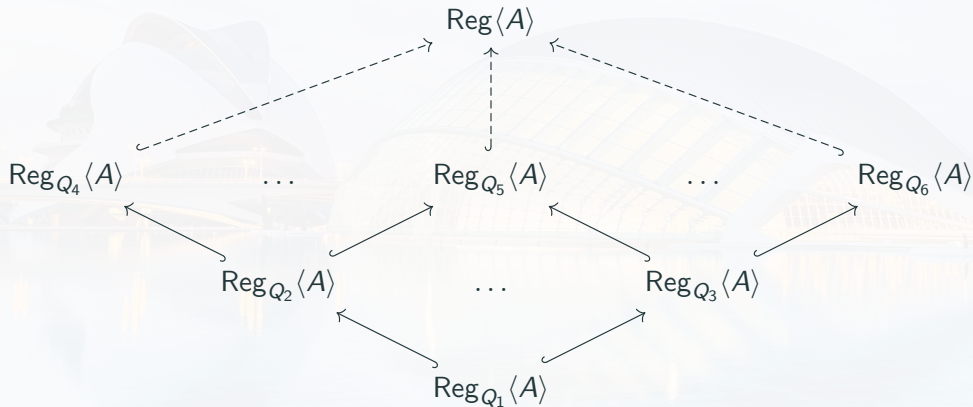 Reg⟨A⟩
Reg_{Q_4}⟨A⟩ ... Reg_{Q_5}⟨A⟩ ... Reg_{Q_6}⟨A⟩
Reg_{Q_2}⟨A⟩ ... Reg_{Q_3}⟨A⟩
Reg_{Q_1}⟨A⟩